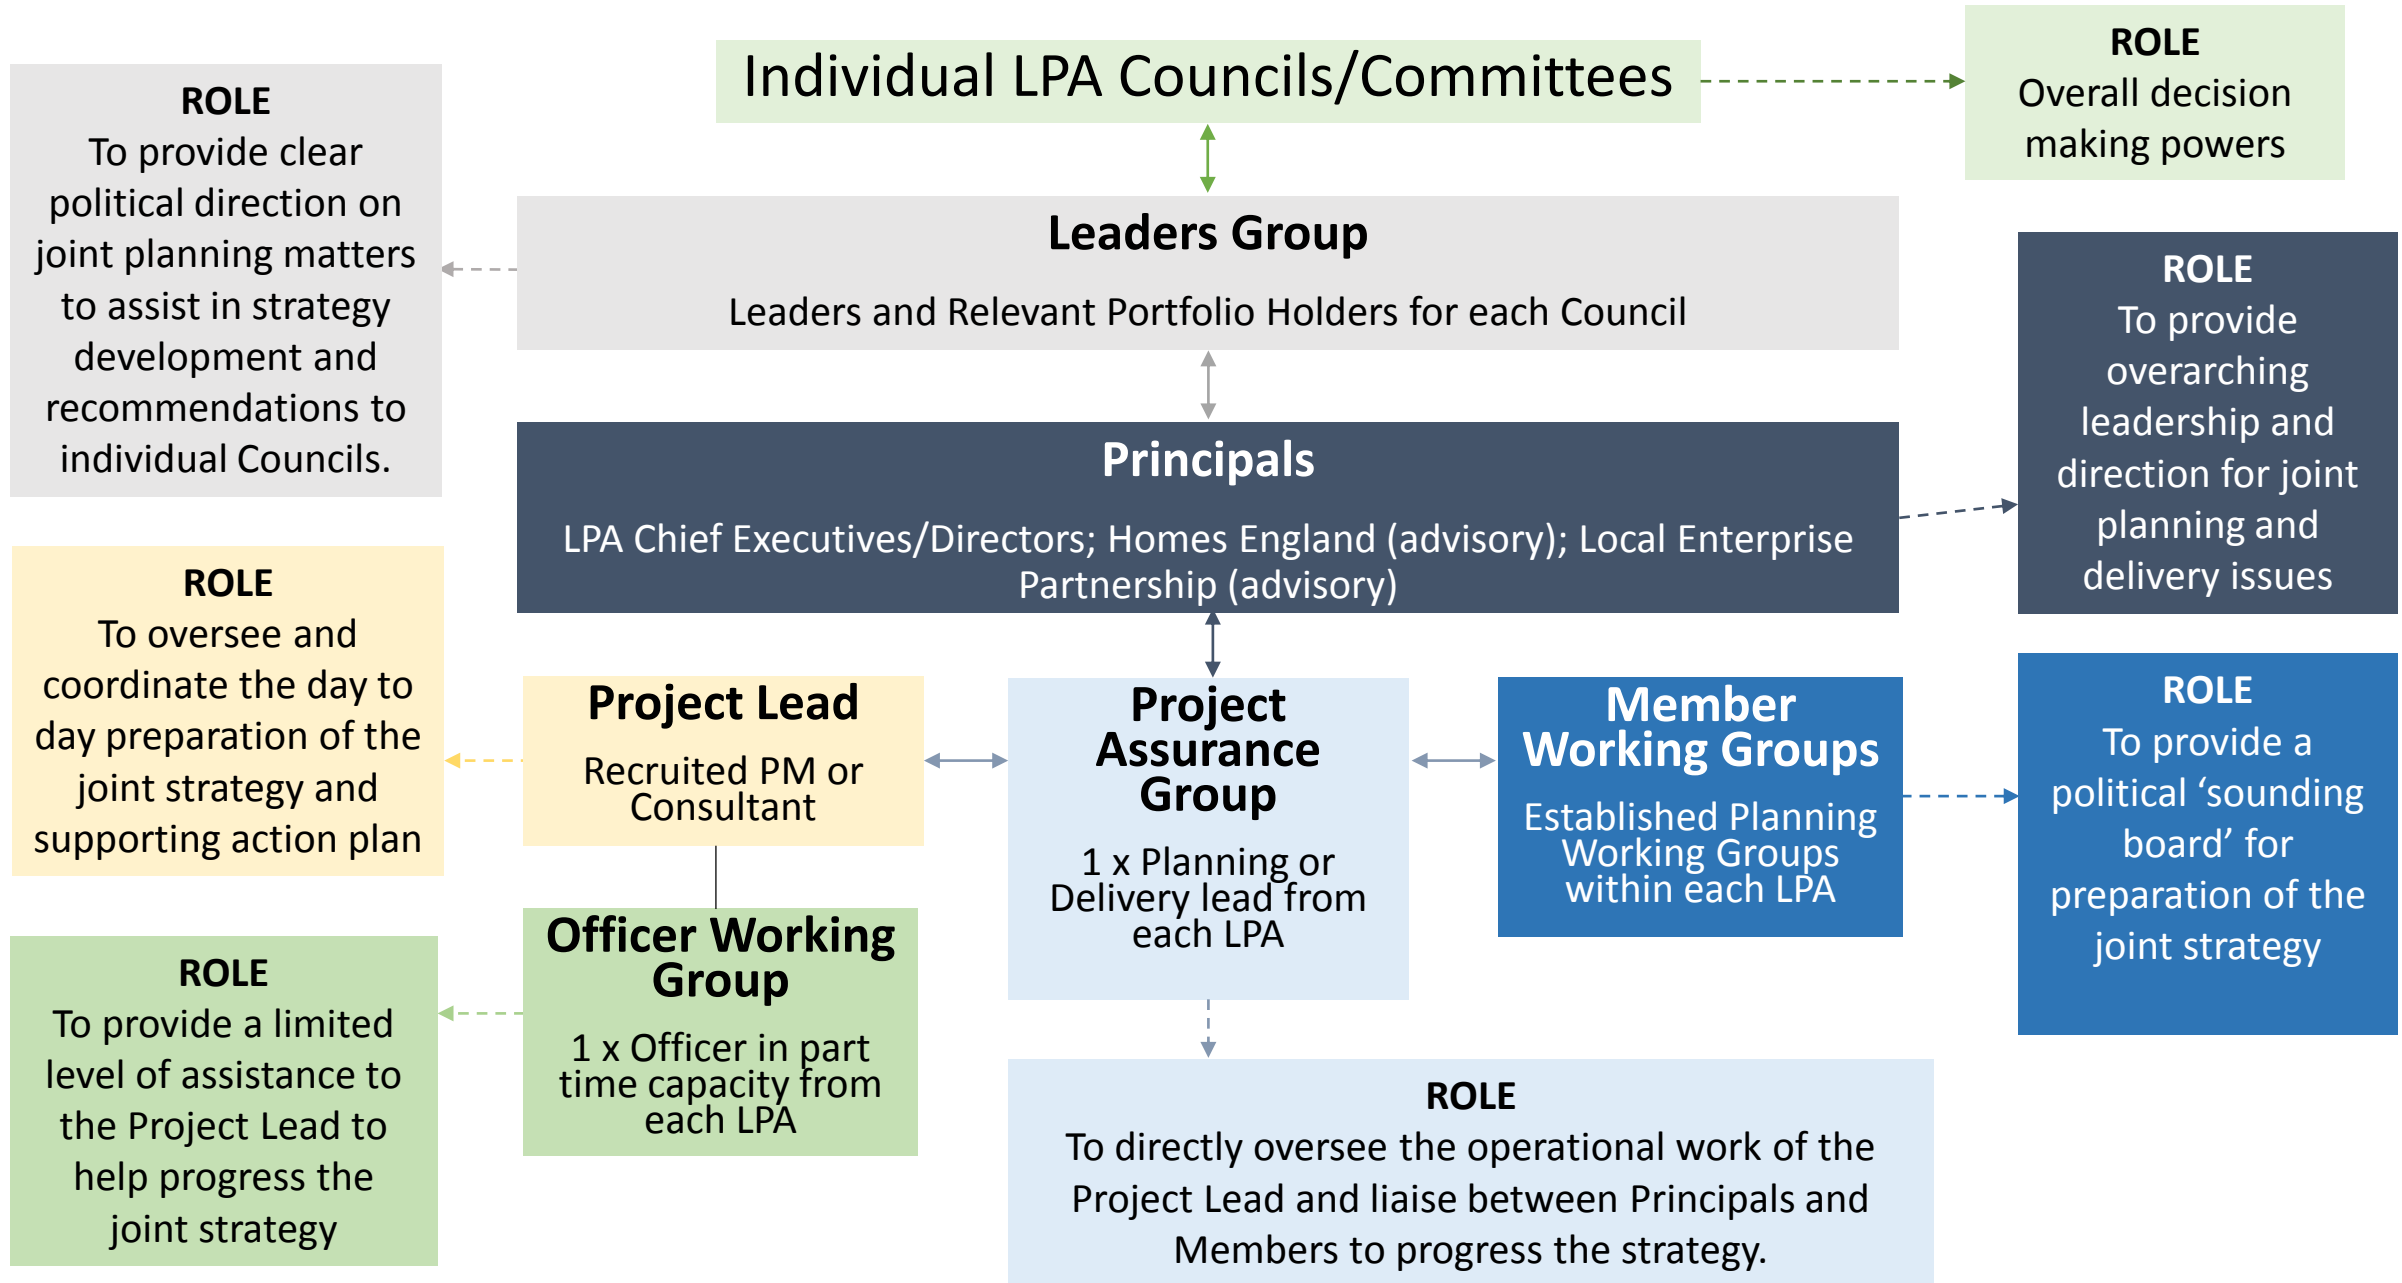 Individual LPA Councils/Committees
ROLE
Overall decision
making powers
ROLE
To provide clear
political direction on
joint planning matters
to assist in strategy
development and
recommendations to
individual Councils.
Leaders Group
Leaders and Relevant Portfolio Holders for each Council
Principals
LPA Chief Executives/Directors; Homes England (advisory); Local Enterprise
Partnership (advisory)
ROLE
To provide
overarching
leadership and
direction for joint
planning and
delivery issues
ROLE
To oversee and
coordinate the day to
day preparation of the
joint strategy and
supporting action plan
Project Lead
Recruited PM or
Consultant
Project
Assurance
Group
1 x Planning or
Delivery lead from
each LPA
Member
Working Groups
Established Planning
Working Groups
within each LPA
ROLE
To provide a
political ‘sounding
board’ for
preparation of the
joint strategy
Officer Working
Group
1 x Officer in part
time capacity from
each LPA
ROLE
To provide a limited
level of assistance to
the Project Lead to
help progress the
joint strategy
ROLE
To directly oversee the operational work of the
Project Lead and liaise between Principals and
Members to progress the strategy.